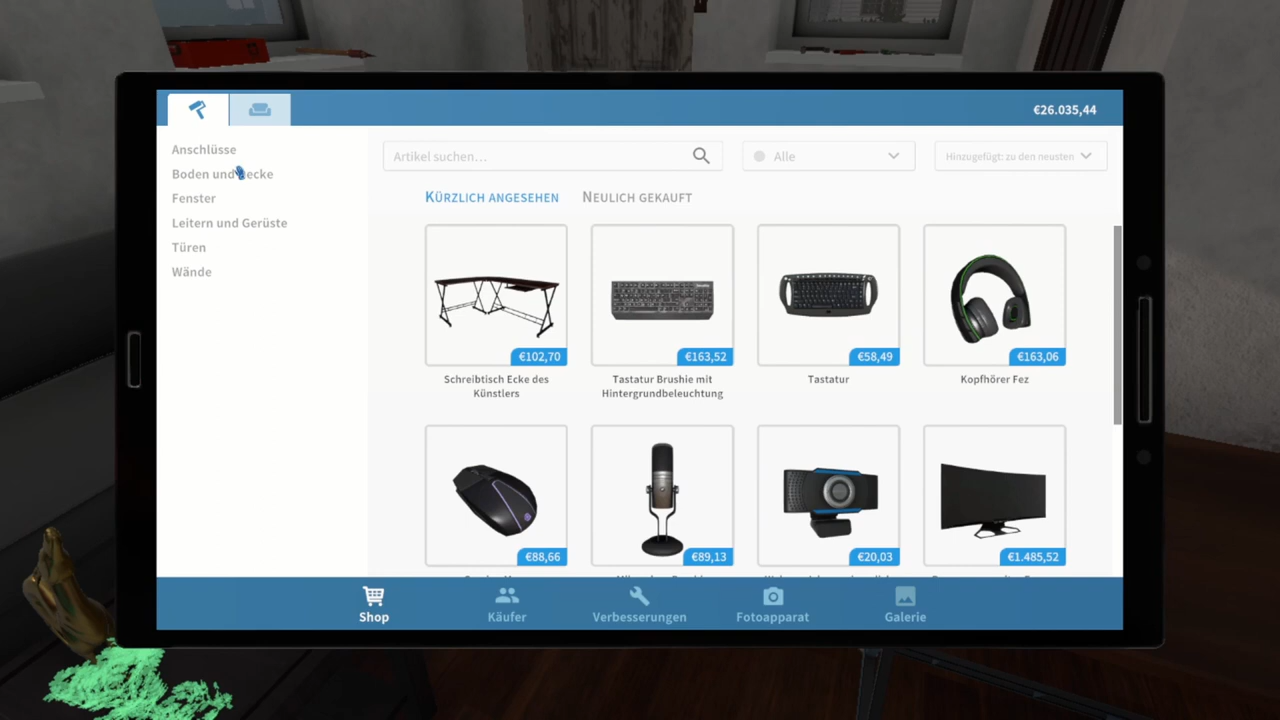 €26.035,44
Anschlüsse
Boden und Decke
Fenster
Leitern und Gerüste
Türen
Wände
Artikel suchen...
Alle
Hinzugefügt: zu den neusten
KÜRZLICH ANGESEHEN
NEULICH GEKAUFT
€102,70
€163,52
€58,49
€163,06
Schreibtisch Ecke des
Künstlers
Tastatur Brushie mit
Hintergrundbeleuchtung
Tastatur
Kopfhörer Fez
€88,66
€89,13
€20,03
€1.485,52
Shop
Käufer
Verbesserungen
Fotoapparat
Galerie